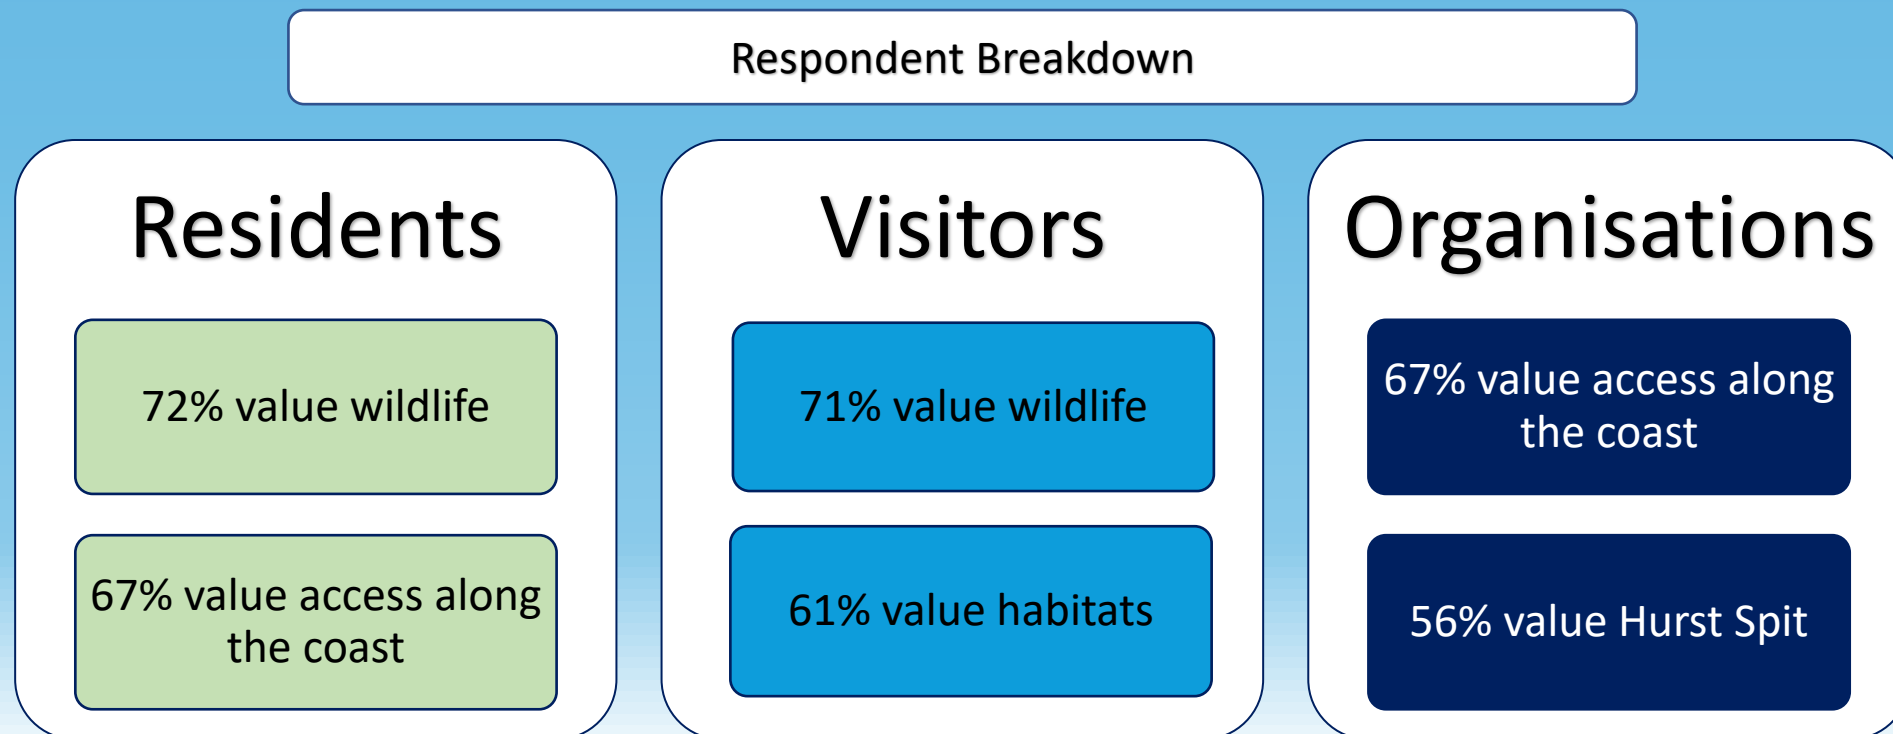 Respondent Breakdown
Residents
72% value wildlife
67% value access along
the coast
Visitors
71% value wildlife
61% value habitats
Organisations
67% value access along
the coast
56% value Hurst Spit